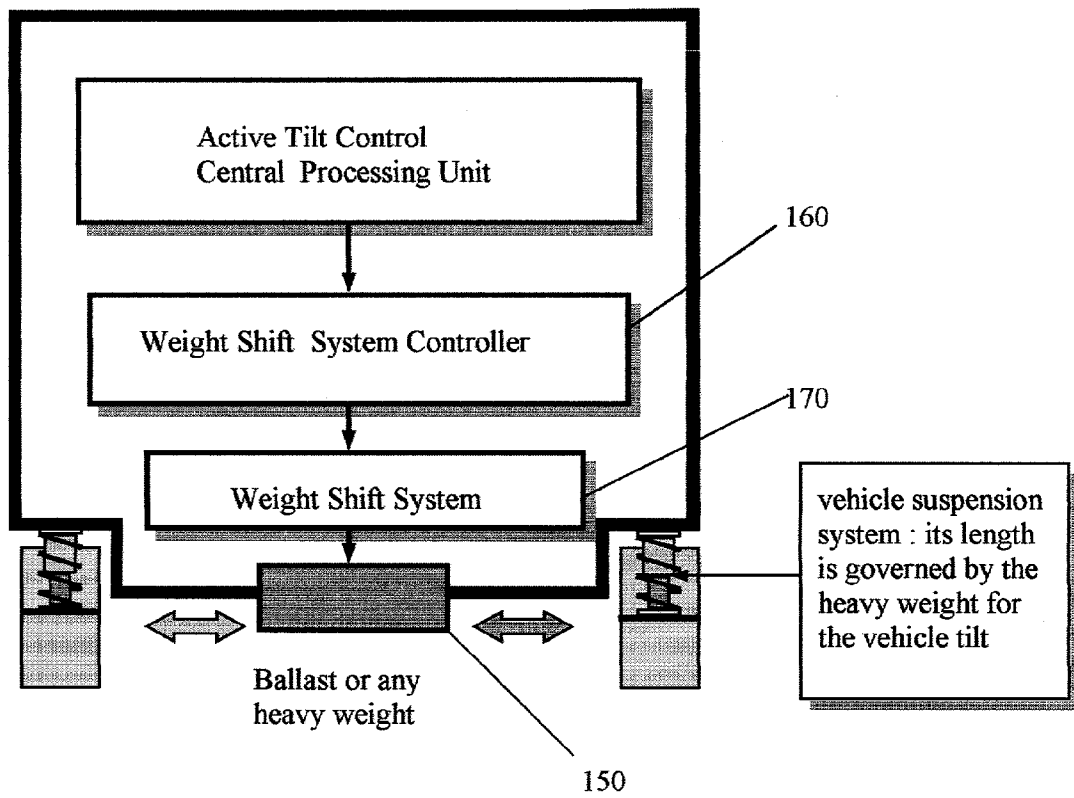 Active Tilt Control
Central Processing Unit
160
Weight Shift System Controller
170
Weight Shift System
vehicle suspension
system : its length
is governed by the
heavy weight for
the vehicle tilt
Ballast or any
heavy weight
150